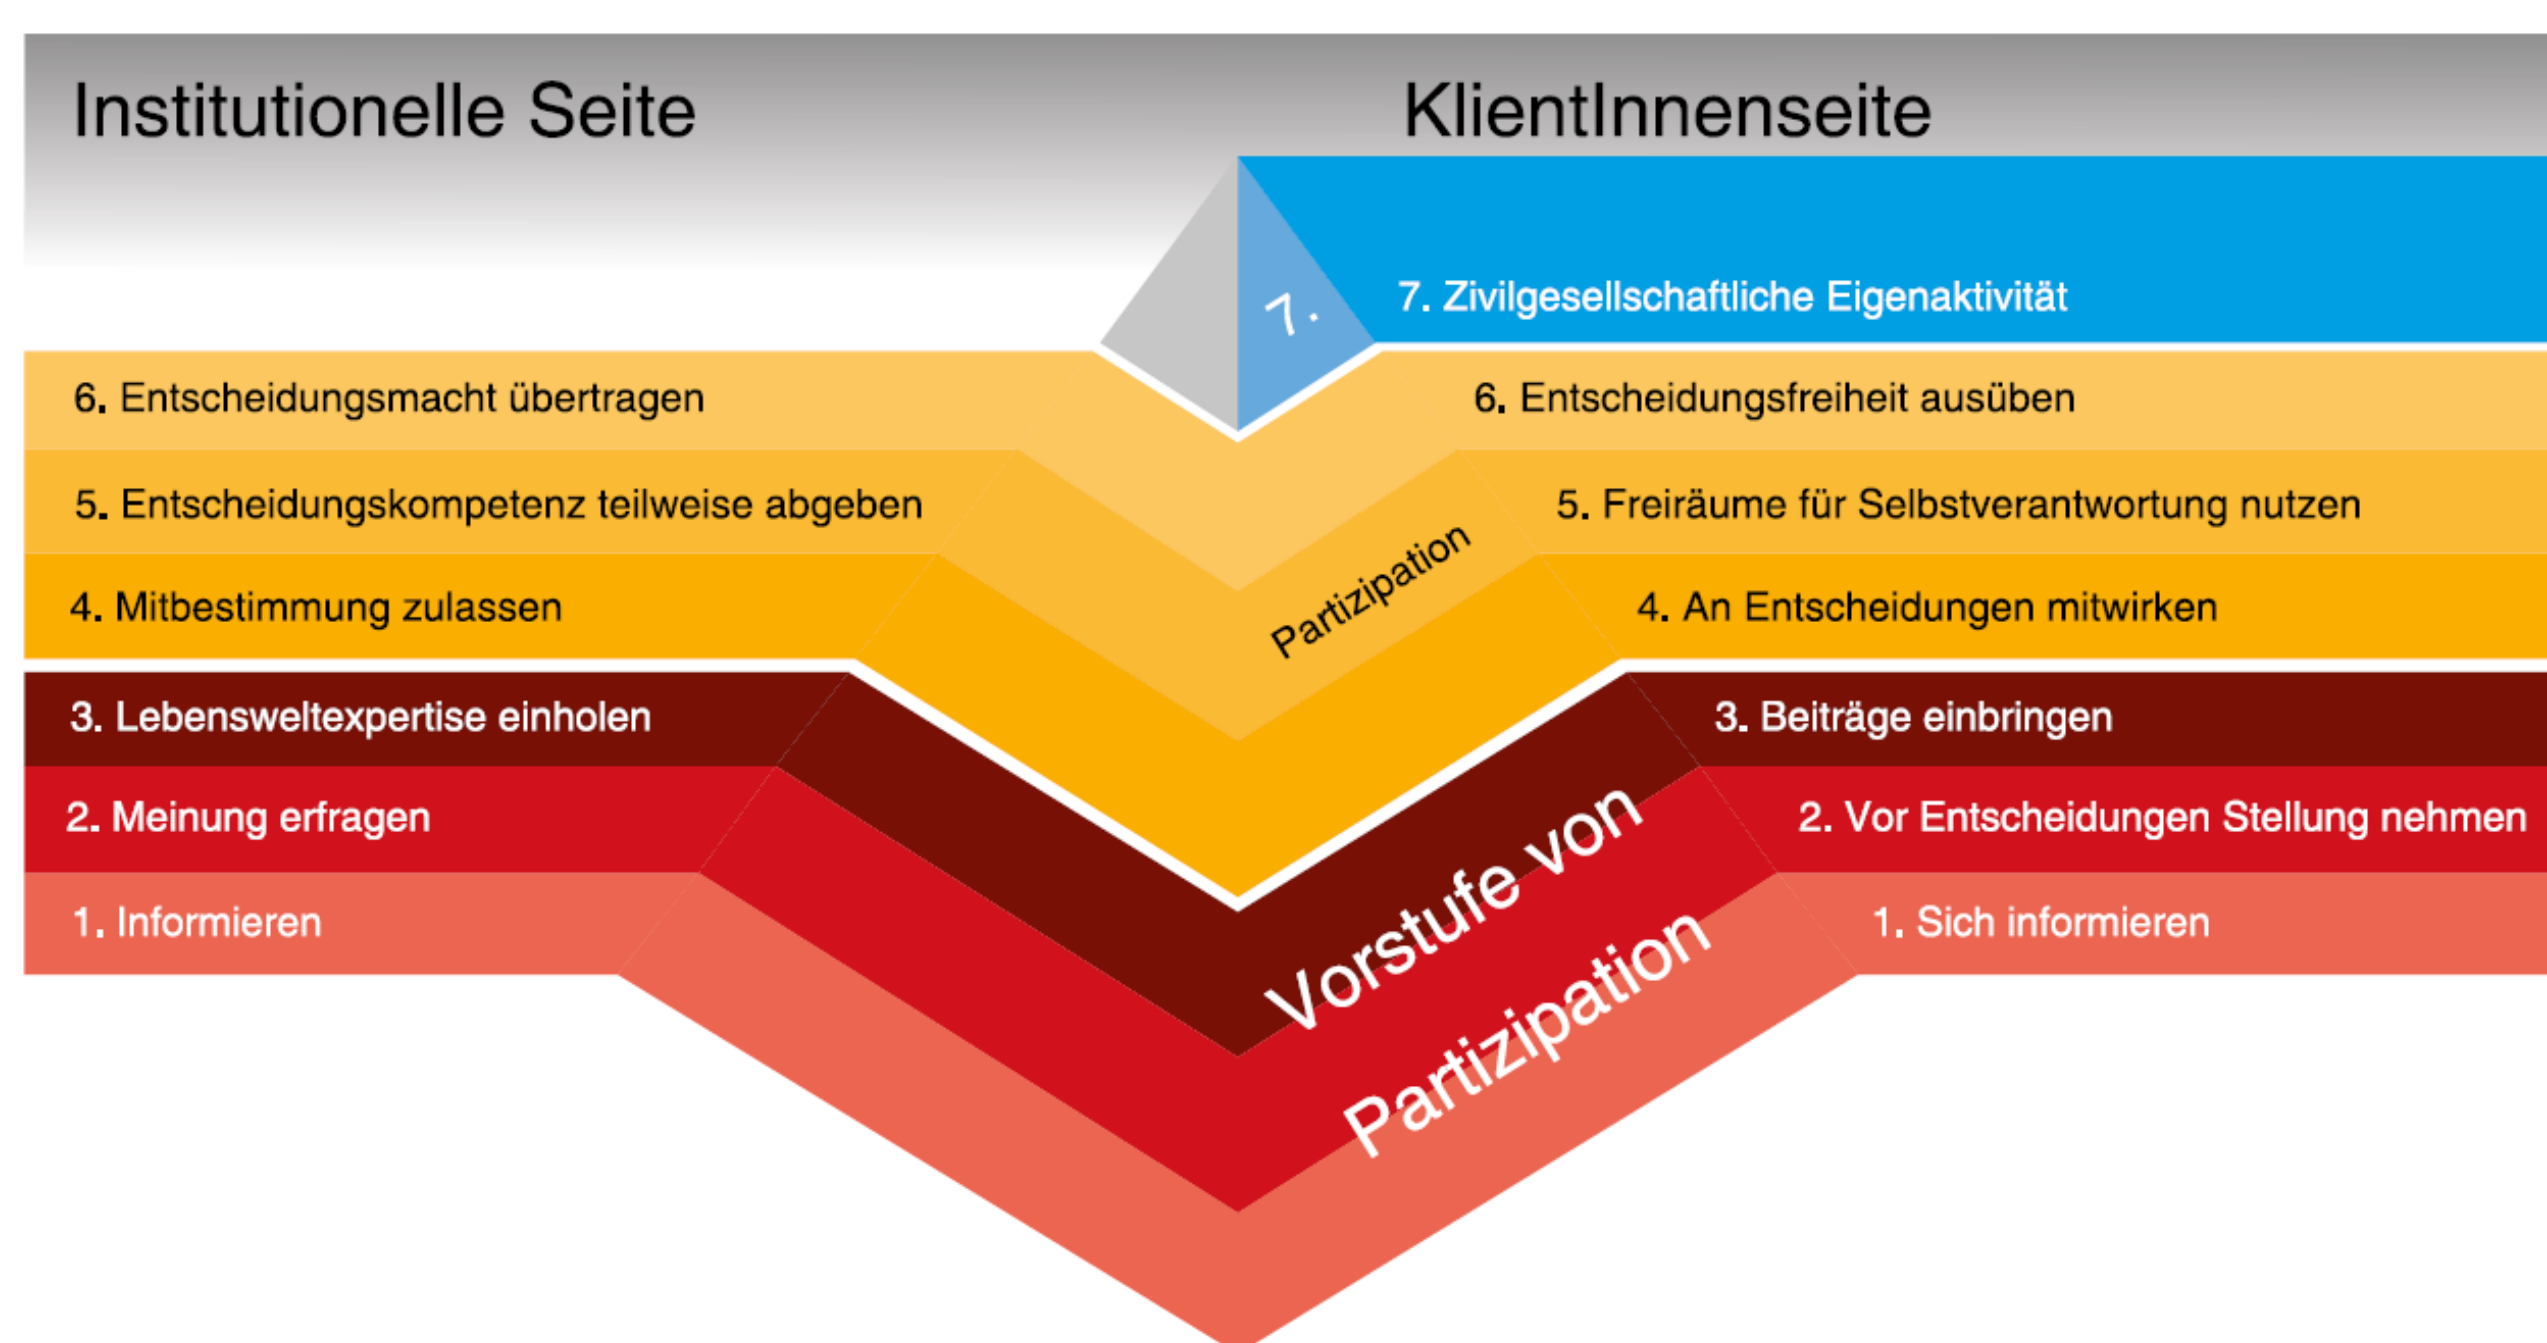 Institutionelle Seite
KlientInnenseite
7.
7. Zivilgesellschaftliche Eigenaktivität
6. Entscheidungsmacht übertragen
6. Entscheidungsfreiheit ausüben
5. Entscheidungskompetenz teilweise abgeben
5. Freiräume für Selbstverantwortung nutzen
Partizipation
4. Mitbestimmung zulassen
4. An Entscheidungen mitwirken
3. Lebensweltexpertise einholen
3. Beiträge einbringen
2. Meinung erfragen
2. Vor Entscheidungen Stellung nehmen
1. Informieren
1. Sich informieren
Vorstufe von
Partizipation